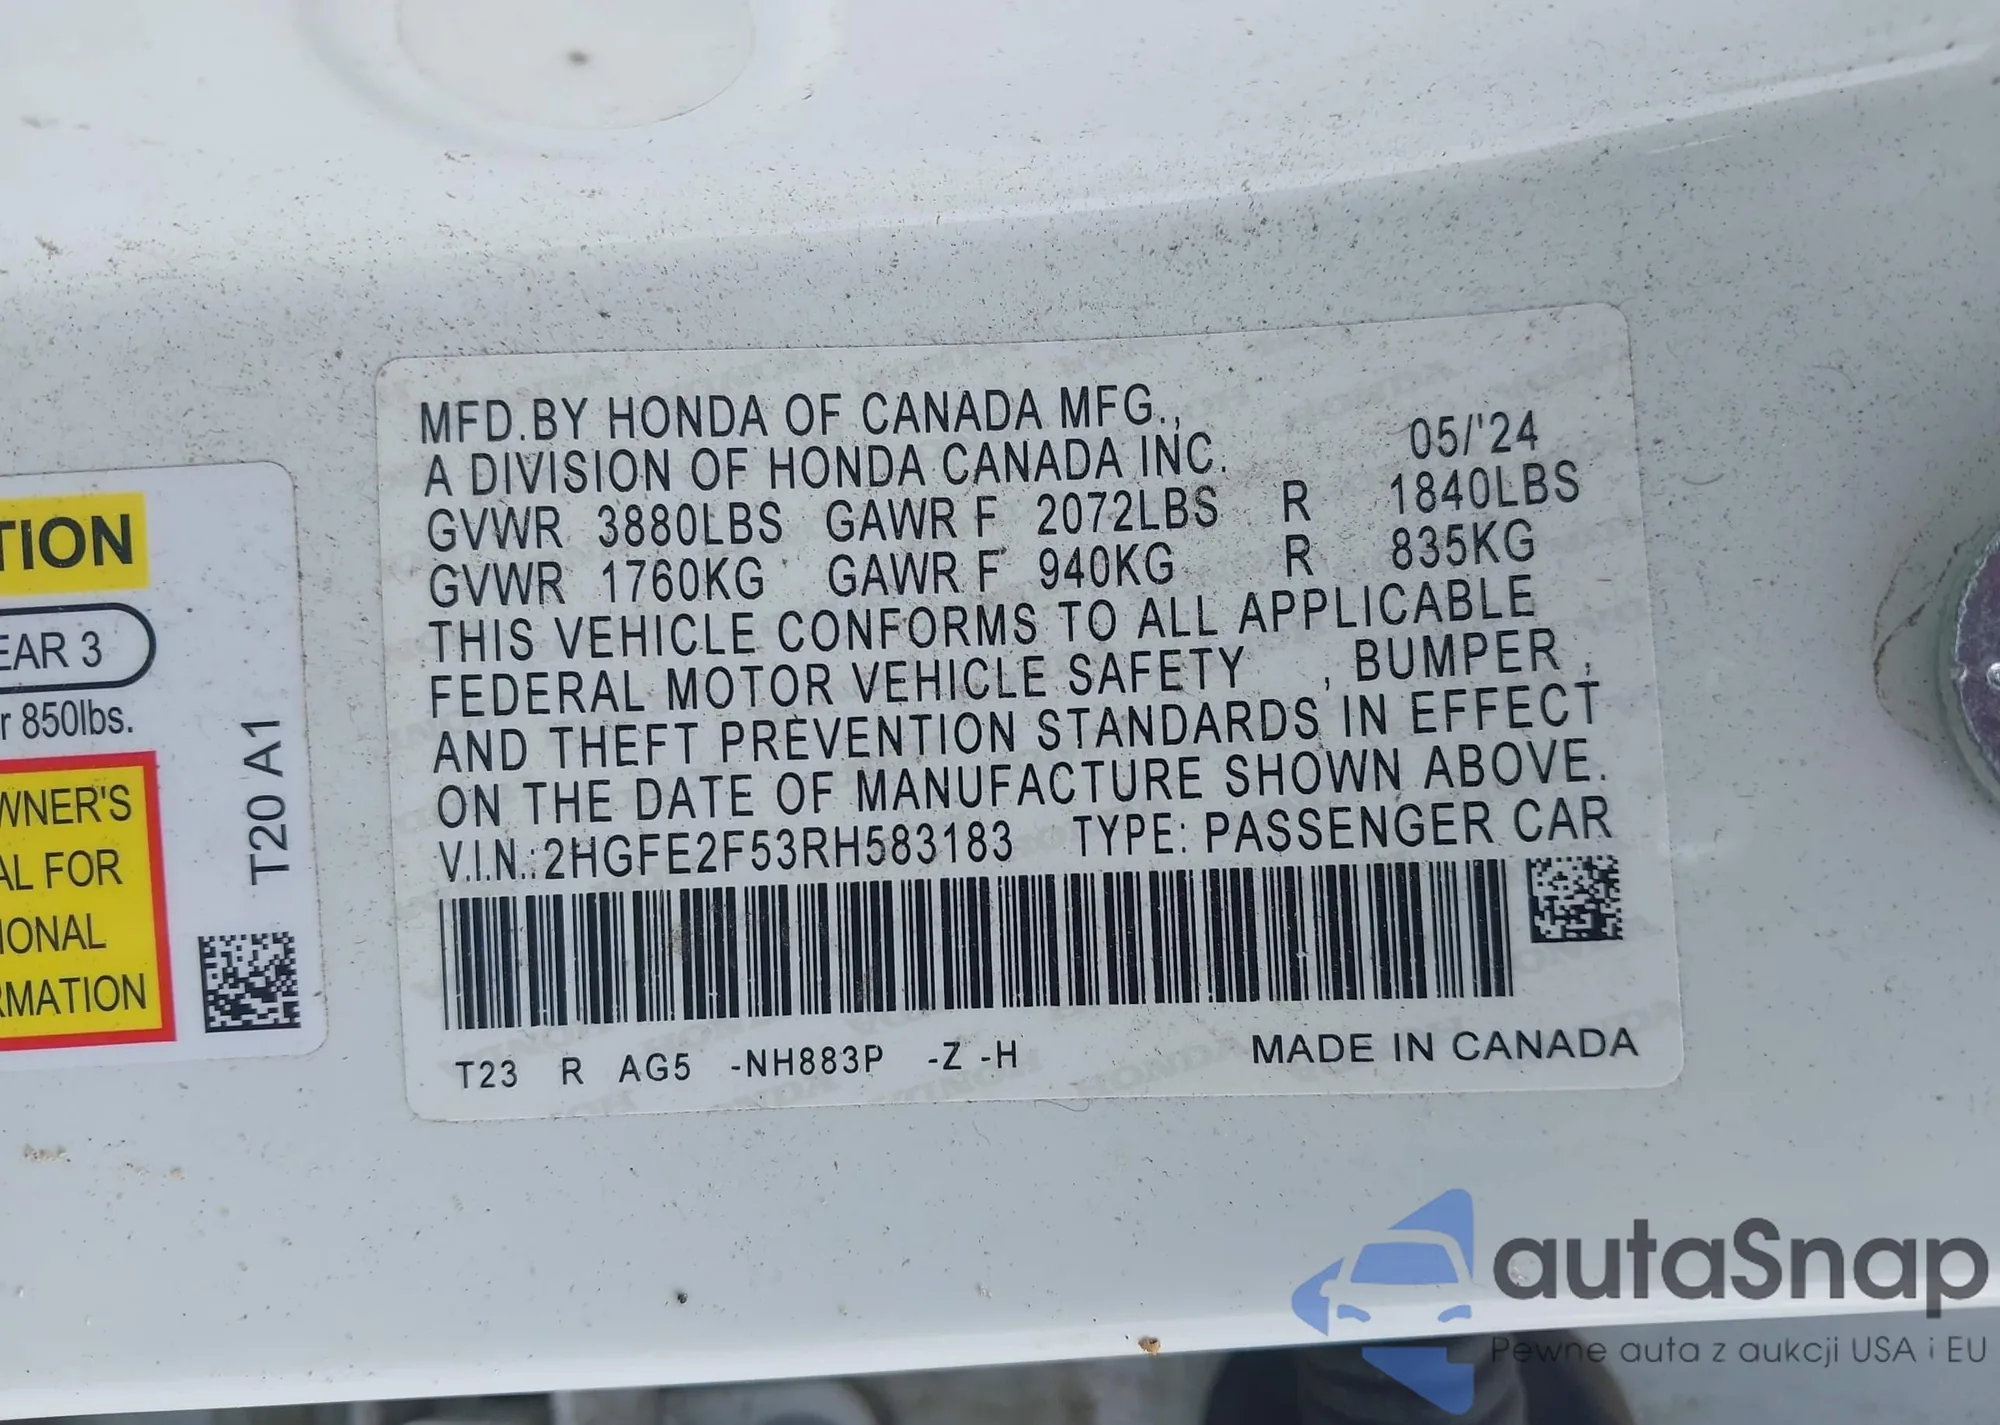 MFD.BY HONDA OF CANADA MFG.,
A DIVISION OF HONDA CANADA INC. 05/'24
GVWR 3880LBS GAWR F 2072LBS R 1840LBS
GVWR 1760KG GAWR F 940KG R 835KG
THIS VEHICLE CONFORMS TO ALL APPLICABLE
FEDERAL MOTOR VEHICLE SAFETY , BUMPER ,
AND THEFT PREVENTION STANDARDS IN EFFECT
ON THE DATE OF MANUFACTURE SHOWN ABOVE.
V.I.N.:2HGFE2F53RH583183 TYPE: PASSENGER CAR
T23 R AG5 -NH883P -Z -H MADE IN CANADA
TION
EAR 3
r 850lbs.
WNER'S
AL FOR
IONAL
RMATION
T20 A1
autaSnap
Pewne auta z aukcji USA i EU